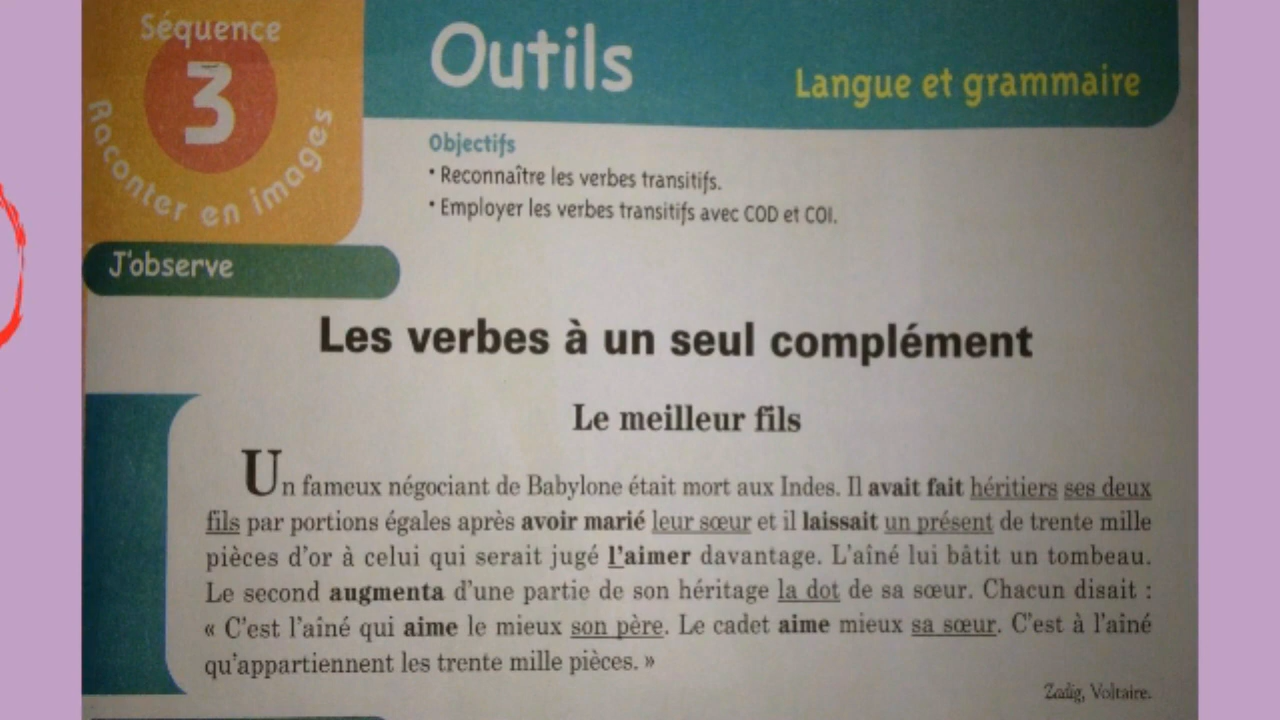 Séquence
3
Raconter en images
Outils
Langue et grammaire
Objectifs
• Reconnaître les verbes transitifs.
• Employer les verbes transitifs avec COD et COI.
J'observe
Les verbes à un seul complément
Le meilleur fils
Un fameux négociant de Babylone était mort aux Indes. Il avait fait héritiers ses deux
fils par portions égales après avoir marié leur sœur et il laissait un présent de trente mille
pièces d'or à celui qui serait jugé l'aimer davantage. L'aîné lui bâtit un tombeau.
Le second augmenta d'une partie de son héritage la dot de sa sœur. Chacun disait :
« C'est l'aîné qui aime le mieux son père. Le cadet aime mieux sa sœur. C'est à l'aîné
qu'appartiennent les trente mille pièces. »
Zadig, Voltaire.